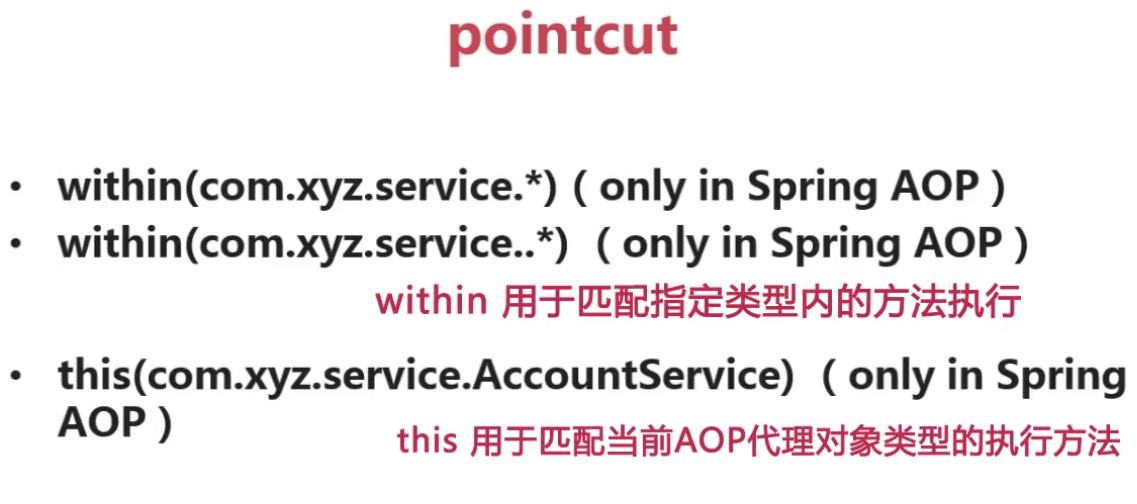 pointcut
• within(com.xyz.service.*)（only in Spring AOP）
• within(com.xyz.service..*) （only in Spring AOP）
within 用于匹配指定类型内的方法执行
• this(com.xyz.service.AccountService) （only in Spring
AOP）
this 用于匹配当前AOP代理对象类型的执行方法